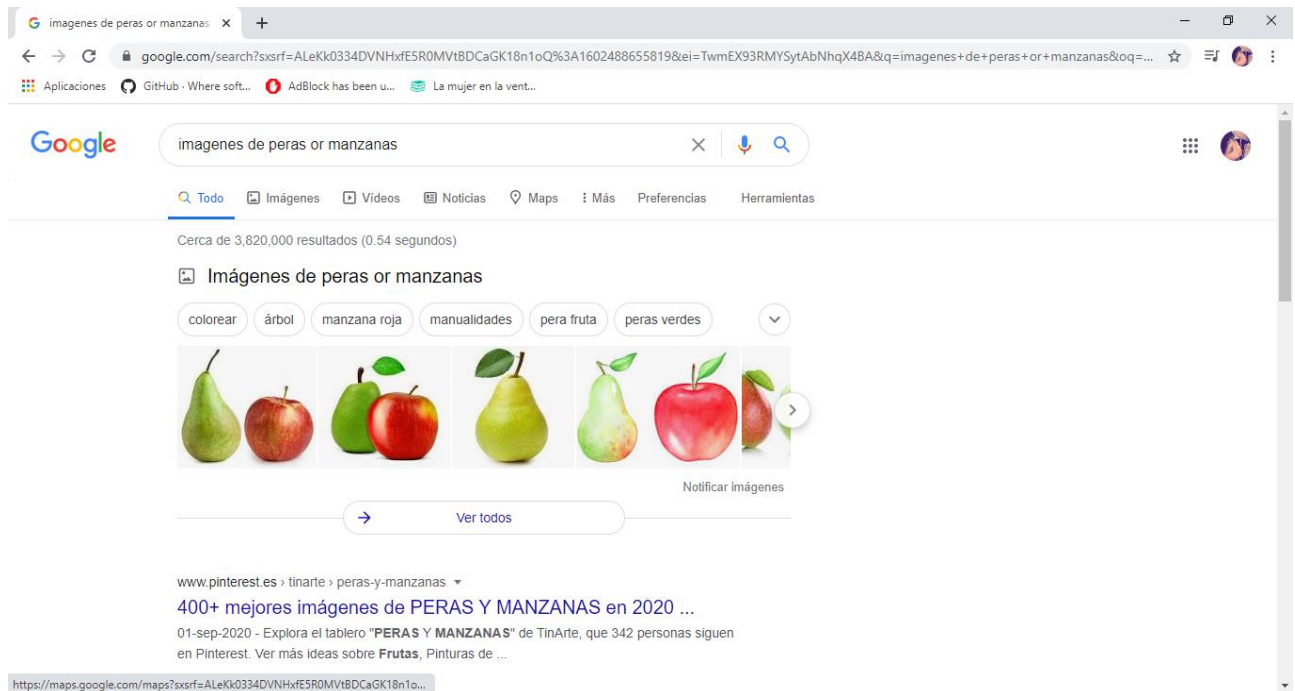 imagenes de peras or manzanas
google.com/search?sxsrf=ALeKk0334DVNHxfE5R0MVtBDCaGK18n1oQ%3A1602488655819&ei=TwmEX93RMYSytAbNhqX4BA&q=imagenes+de+peras+or+manzanas&oq=...
Aplicaciones GitHub · Where soft... AdBlock has been u... La mujer en la vent...
Google imagenes de peras or manzanas
Todo Imágenes Vídeos Noticias Maps Más Preferencias Herramientas
Cerca de 3,820,000 resultados (0.54 segundos)
Imágenes de peras or manzanas
colorear árbol manzana roja manualidades pera fruta peras verdes
Notificar imágenes
Ver todos
www.pinterest.es › tinarte › peras-y-manzanas
400+ mejores imágenes de PERAS Y MANZANAS en 2020 ...
01-sep-2020 - Explora el tablero "PERAS Y MANZANAS" de TinArte, que 342 personas siguen
en Pinterest. Ver más ideas sobre Frutas, Pinturas de ...
https://maps.google.com/maps?sxsrf=ALeKk0334DVNHxfE5R0MVtBDCaGK18n1o...